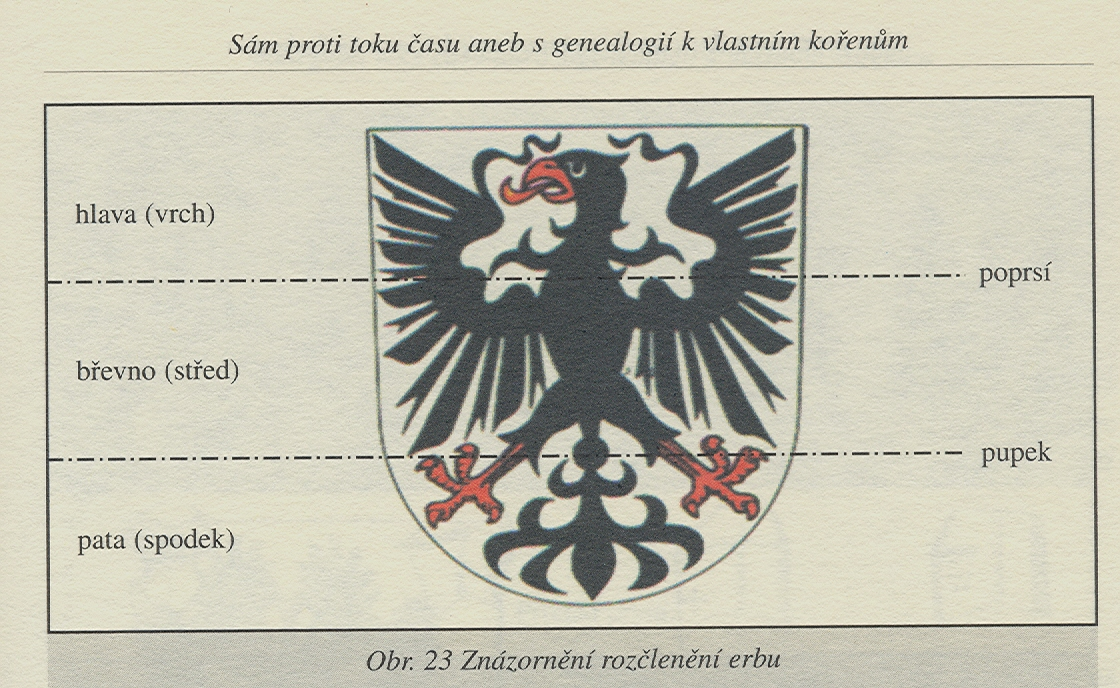 Sám proti toku času aneb s genealogií k vlastním kořenům
hlava (vrch)
poprsí
břevno (střed)
pupek
pata (spodek)
Obr. 23 Znázornění rozčlenění erbu